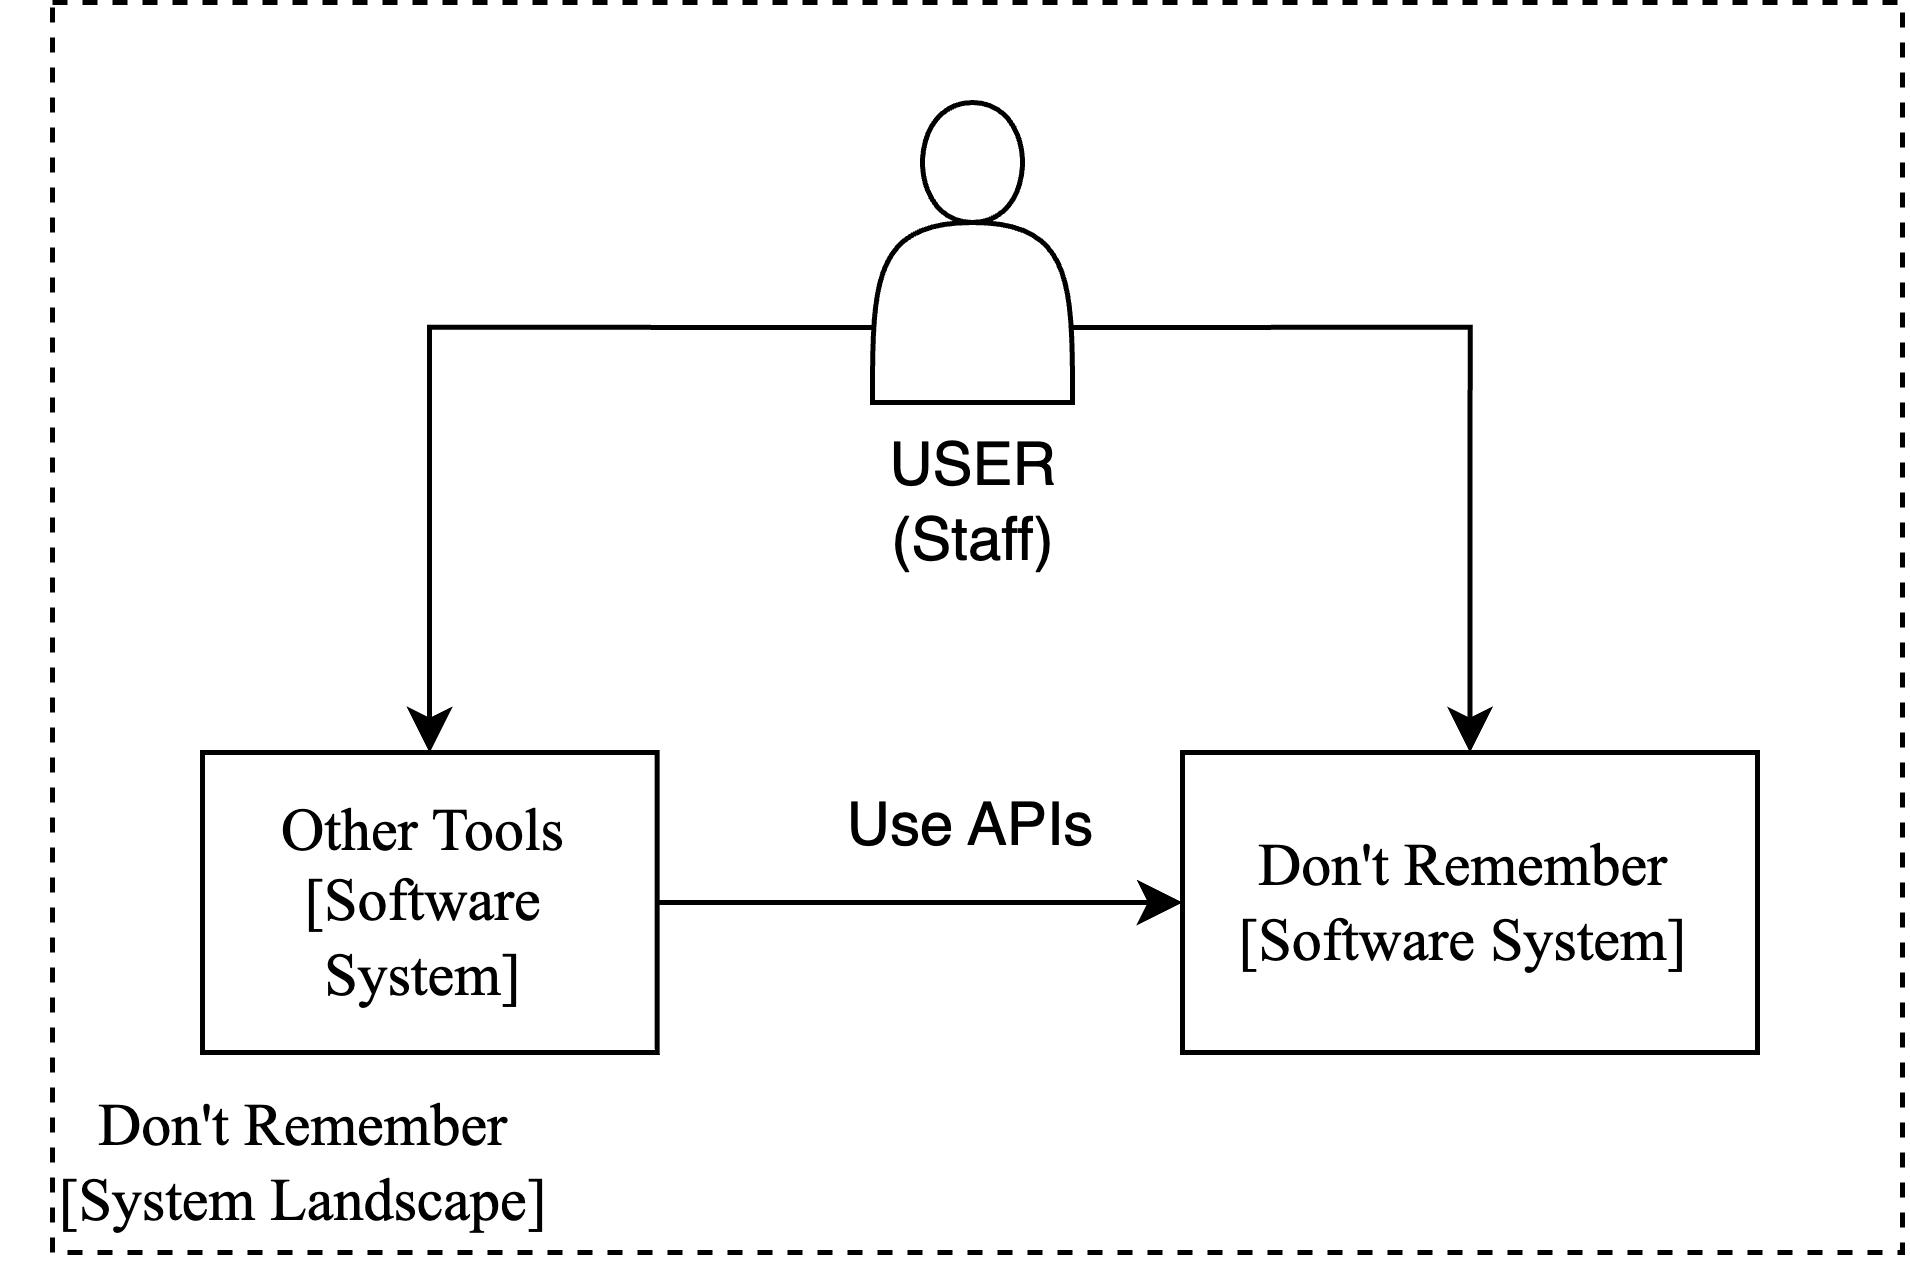 USER
(Staff)
Other Tools
[Software
System]
Use APIs
Don't Remember
[Software System]
Don't Remember
[System Landscape]